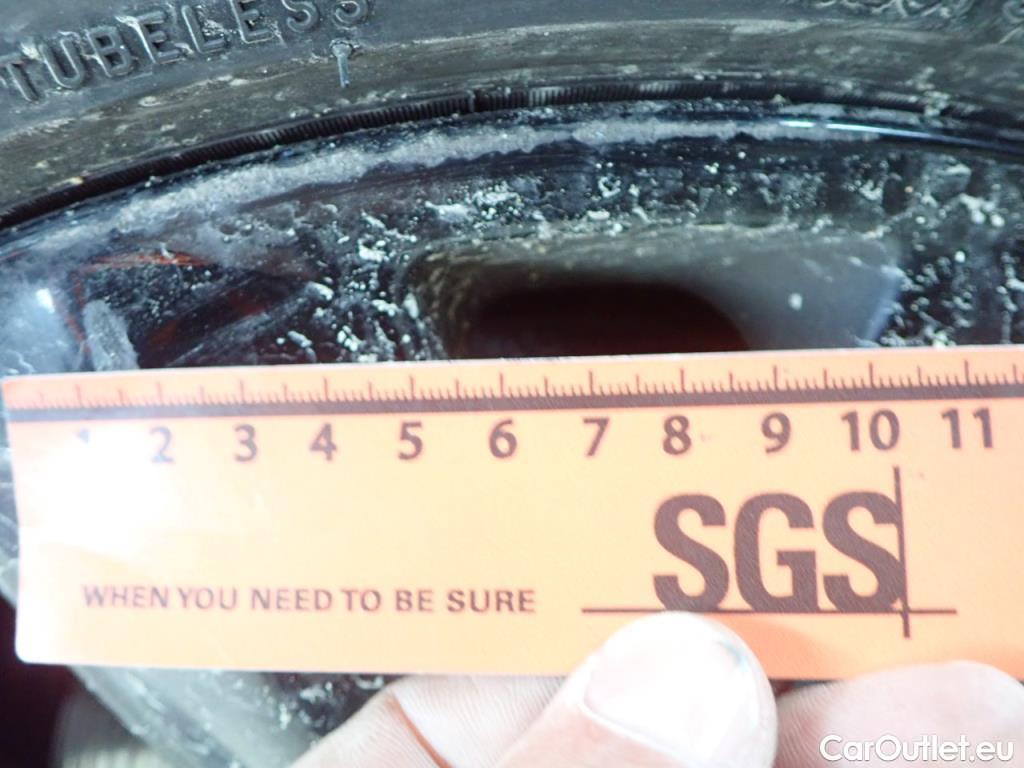 TUBELESS
1 2 3 4 5 6 7 8 9 10 11
SGS
WHEN YOU NEED TO BE SURE
CarOutlet.eu